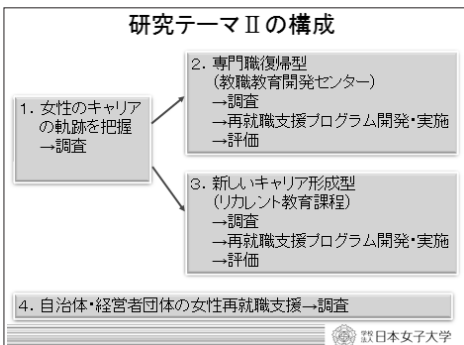 研究テーマⅡの構成
1. 女性のキャリア
の軌跡を把握
→調査
2. 専門職復帰型
(教職教育開発センター)
→調査
→再就職支援プログラム開発・実施
→評価
3. 新しいキャリア形成型
(リカレント教育課程)
→調査
→再就職支援プログラム開発・実施
→評価
4. 自治体・経営者団体の女性再就職支援→調査
学校法人日本女子大学